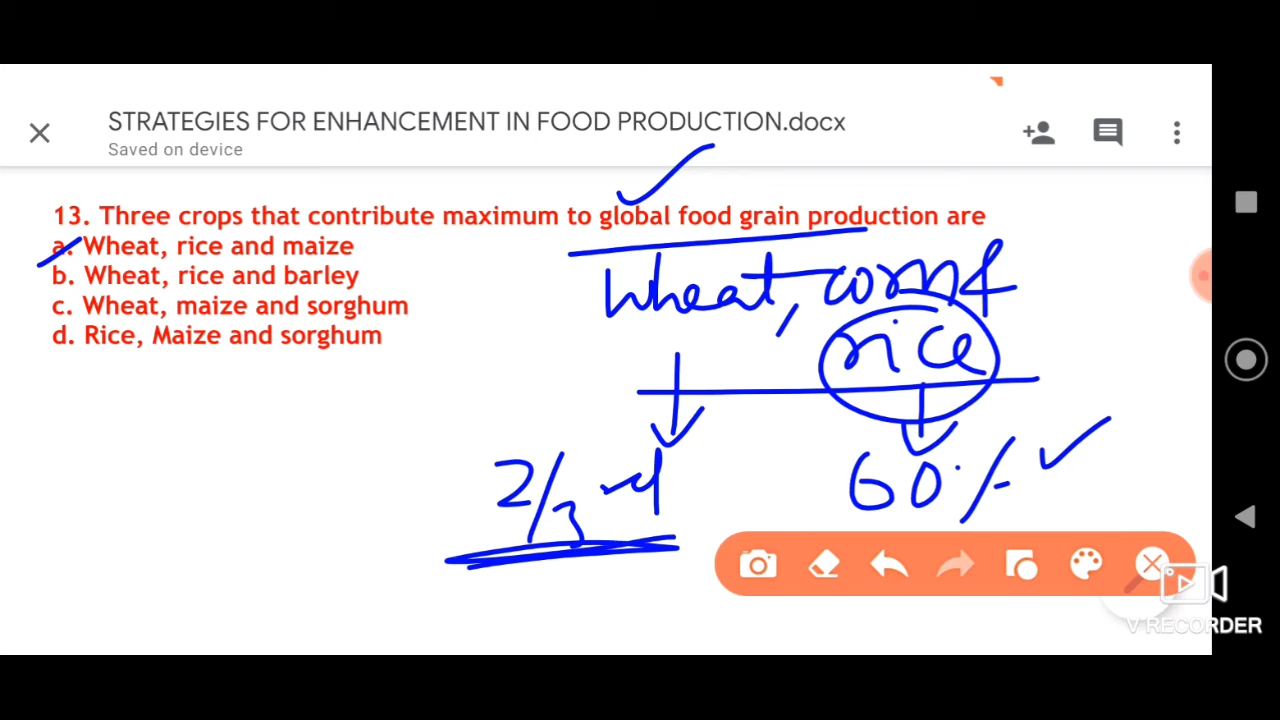 STRATEGIES FOR ENHANCEMENT IN FOOD PRODUCTION.docx
Saved on device
13. Three crops that contribute maximum to global food grain production are
a. Wheat, rice and maize
b. Wheat, rice and barley
c. Wheat, maize and sorghum
d. Rice, Maize and sorghum
Wheat, corn &
rice
2/3 rd
60%
V RECORDER